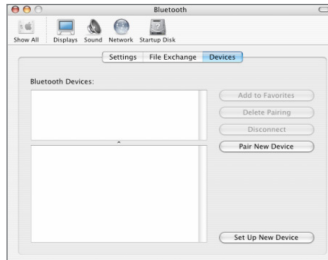 Bluetooth
Show All Displays Sound Network Startup Disk
Settings File Exchange Devices
Bluetooth Devices:
Add to Favorites
Delete Pairing
Disconnect
Pair New Device
Set Up New Device